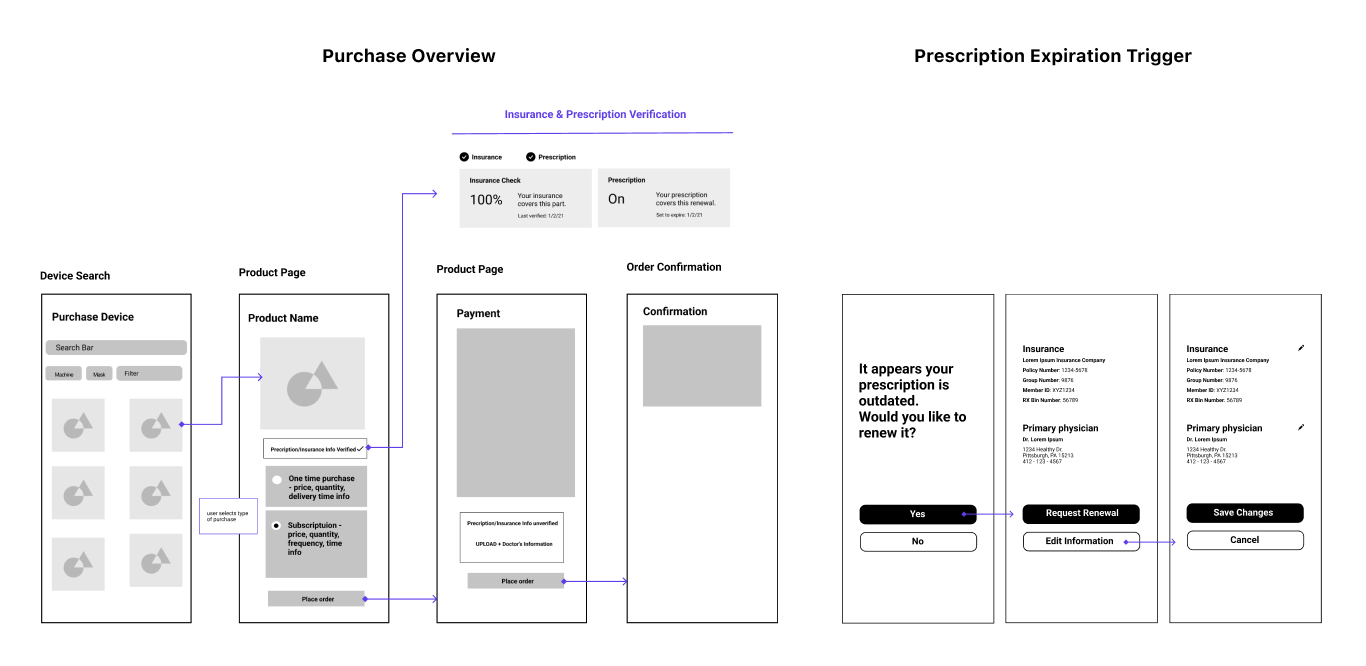 Purchase Overview
Prescription Expiration Trigger
Insurance & Prescription Verification
Insurance
Prescription
Insurance Check
100%
Your insurance
covers this part.
Last verified: 1/2/21
Prescription
On
Your prescription
covers this renewal.
Set to expire: 1/2/21
Device Search
Purchase Device
Search Bar
Machine
Mask
Filter
Product Page
Product Name
Precription/Insurance Info Verified
One time purchase
- price, quantity,
delivery time info
user selects type
of purchase
Subscriptuion -
price, quantity,
frequency, time
info
Place order
Product Page
Payment
Precription/Insurance Info unverified
UPLOAD + Doctor's Information
Place order
Order Confirmation
Confirmation
It appears your
prescription is
outdated.
Would you like to
renew it?
Yes
No
Insurance
Lorem Ipsum Insurance Company
Policy Number: 1234-5678
Group Number: 9876
Member ID: XYZ1234
RX Bin Number: 56789
Primary physician
Dr. Lorem Ipsum
1234 Healthy Dr.
Pittsburgh, PA 15213
412 - 123 - 4567
Request Renewal
Edit Information
Insurance
Lorem Ipsum Insurance Company
Policy Number: 1234-5678
Group Number: 9876
Member ID: XYZ1234
RX Bin Number: 56789
Primary physician
Dr. Lorem Ipsum
1234 Healthy Dr.
Pittsburgh, PA 15213
412 - 123 - 4567
Save Changes
Cancel